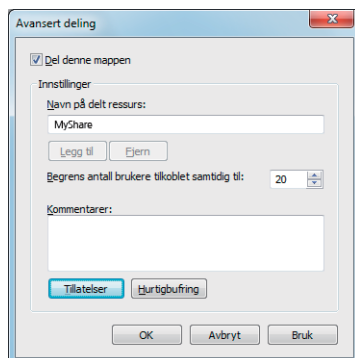 Avansert deling
Del denne mappen
Innstillinger
Navn på delt ressurs:
MyShare
Legg til Fjern
Begrens antall brukere tilkoblet samtidig til: 20
Kommentarer:
Tillatelser Hurtigbufring
OK Avbryt Bruk